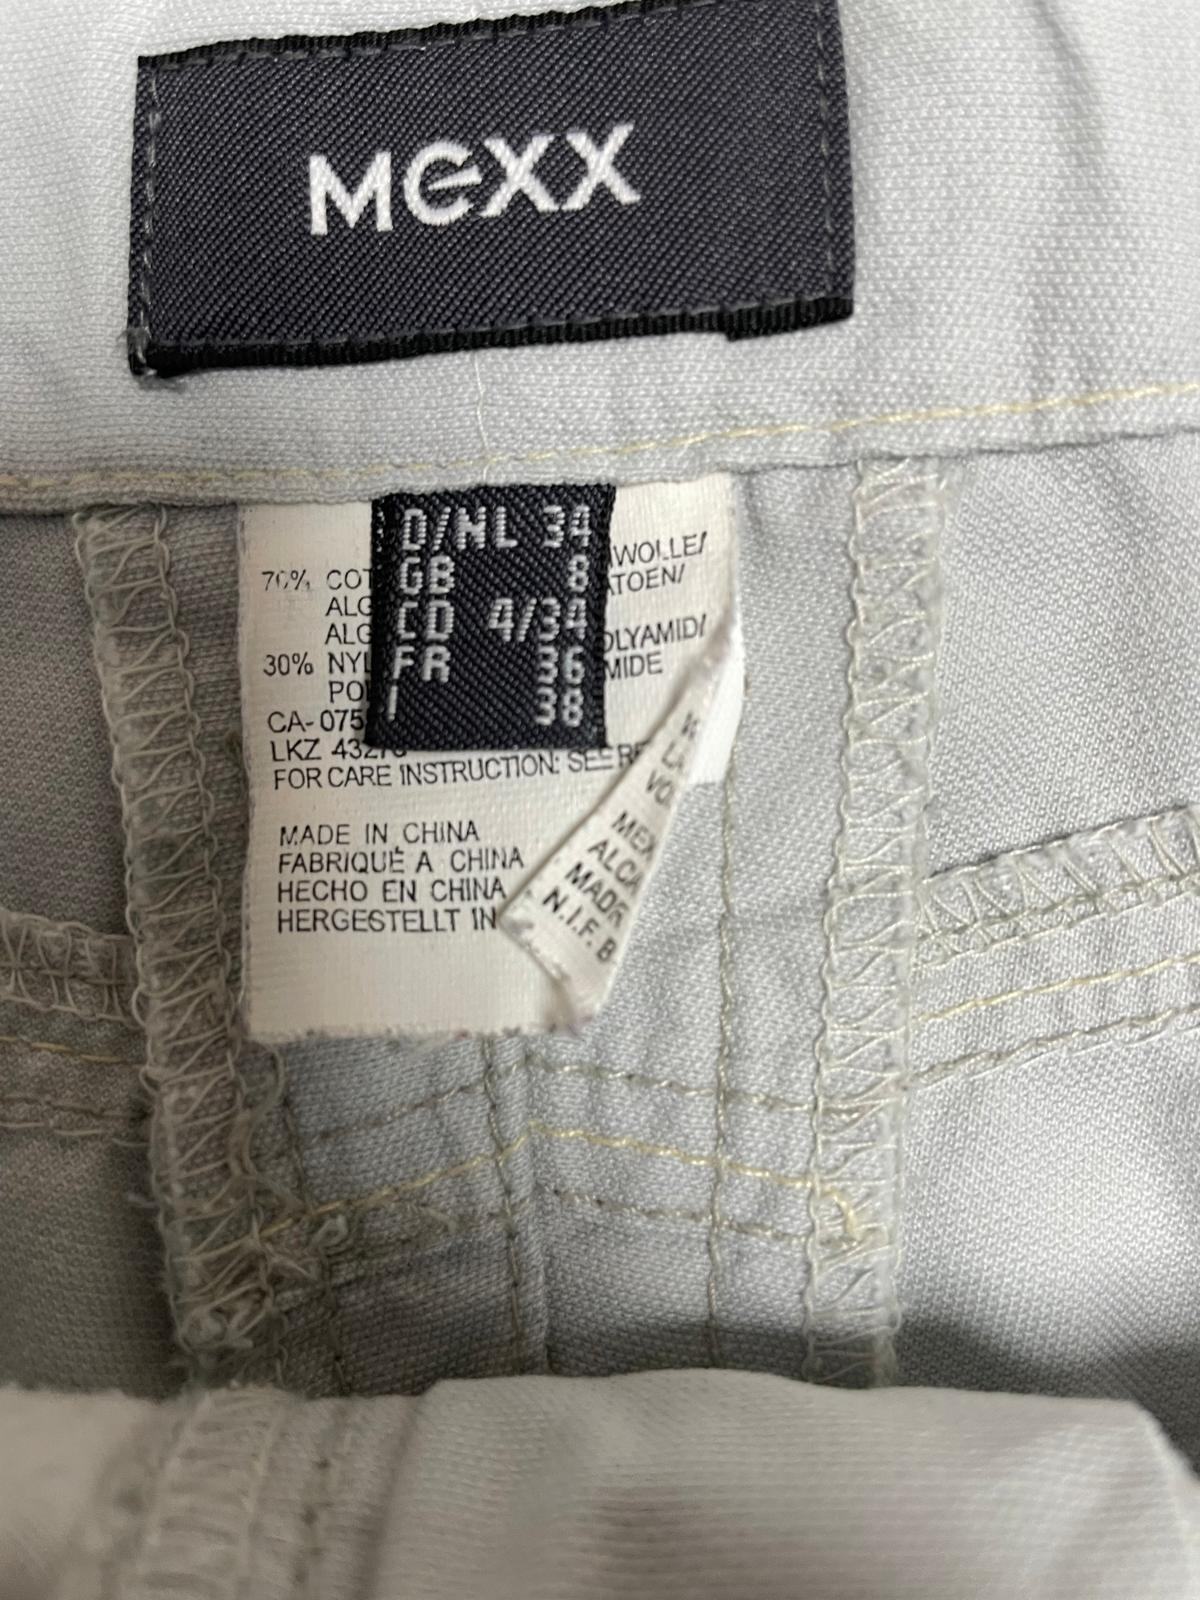 MEXX
D/NL 34
GB 8
CD 4/34
FR 36
I 38
WOLLE/
70% COT ATOEN/
ALG
ALG OLYAMID/
30% NYL MIDE
PO
CA-075
LKZ
FOR CARE INSTRUCTION: SEE RE
MADE IN CHINA
FABRIQUÉ A CHINA
HECHO EN CHINA
HERGESTELLT IN
VO
MEX
ALCA
MADR
N.I.F. B